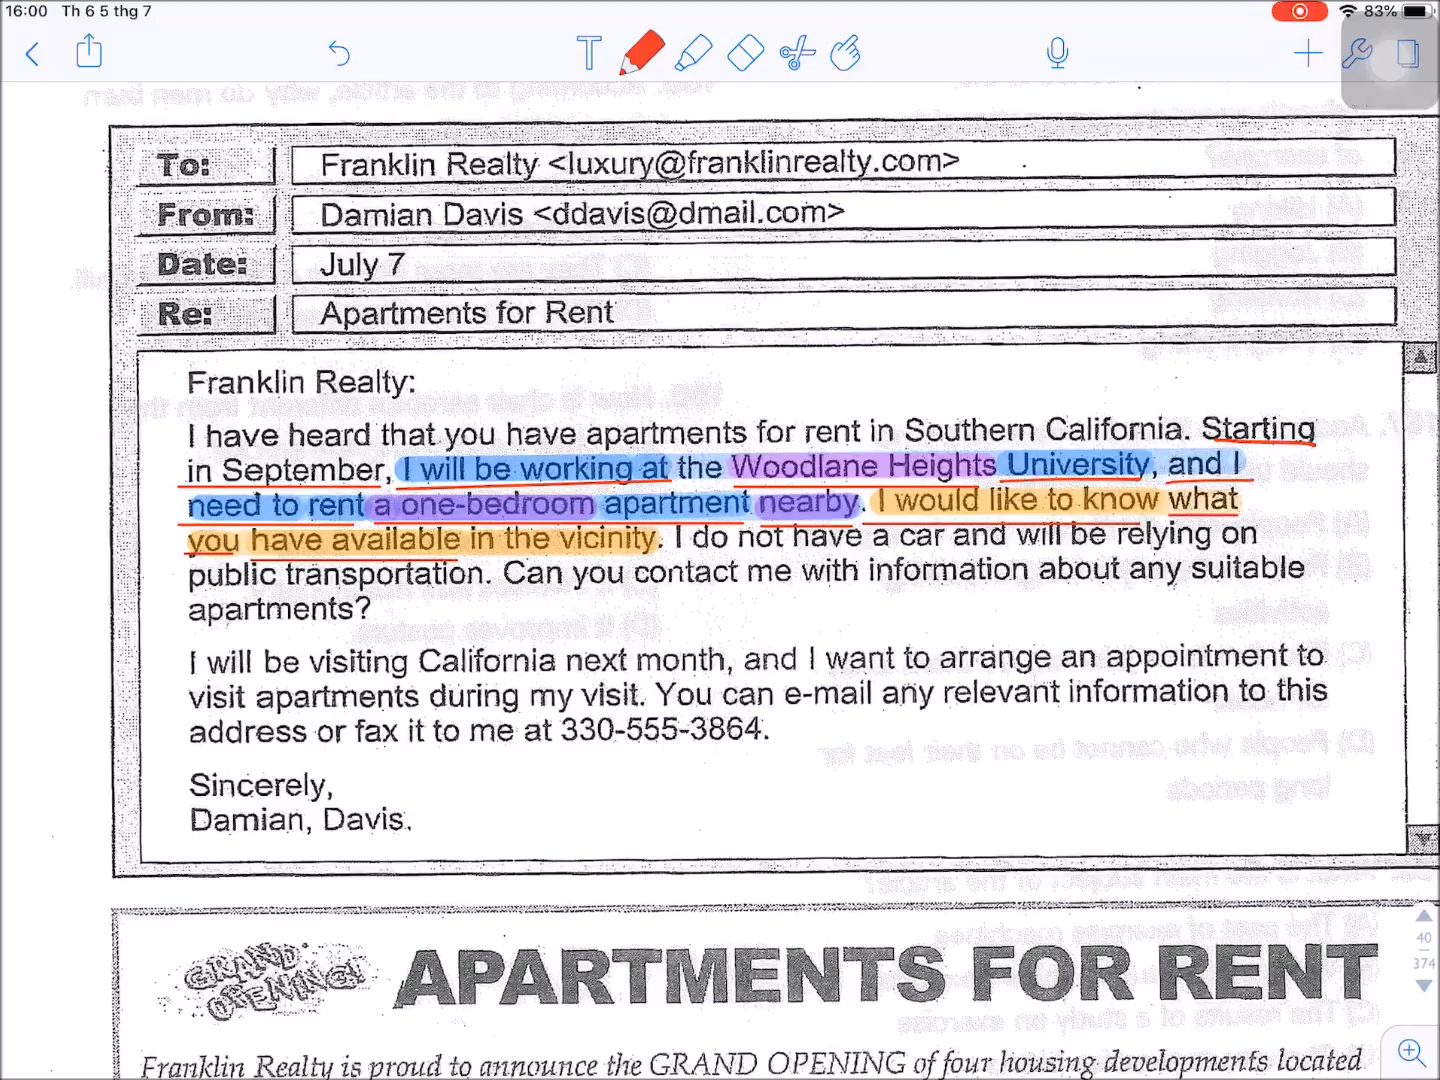 16:00 Th 6 5 thg 7
83%
To: Franklin Realty <luxury@franklinrealty.com>
From: Damian Davis <ddavis@dmail.com>
Date: July 7
Re: Apartments for Rent
Franklin Realty:
I have heard that you have apartments for rent in Southern California. Starting
in September, I will be working at the Woodlane Heights University, and I
need to rent a one-bedroom apartment nearby. I would like to know what
you have available in the vicinity. I do not have a car and will be relying on
public transportation. Can you contact me with information about any suitable
apartments?
I will be visiting California next month, and I want to arrange an appointment to
visit apartments during my visit. You can e-mail any relevant information to this
address or fax it to me at 330-555-3864.
Sincerely,
Damian, Davis.
40
374
GRAND
OPENING!
APARTMENTS FOR RENT
Franklin Realty is proud to announce the GRAND OPENING of four housing developments located